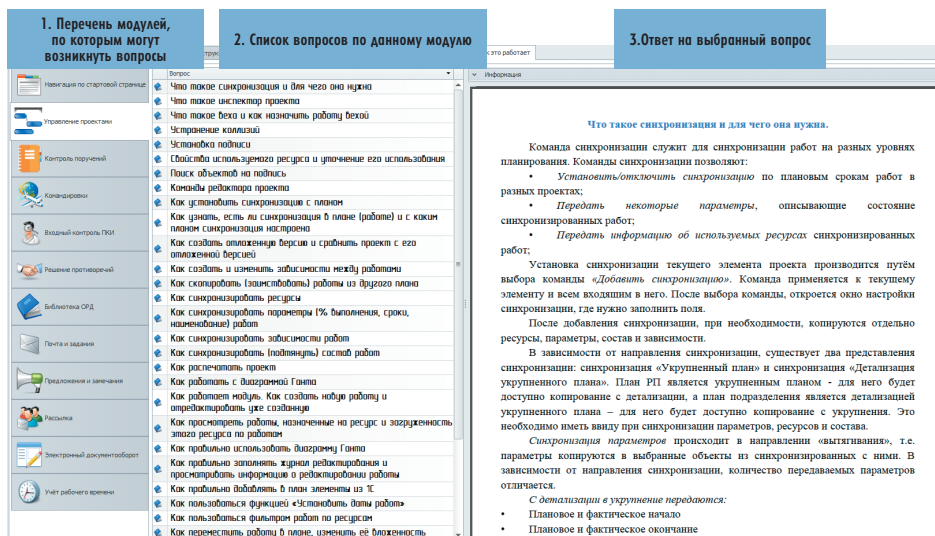 1. Перечень модулей,
по которым могут
возникнуть вопросы
2. Список вопросов по данному модулю
3.Ответ на выбранный вопрос
это работает
Вопрос
Информация
Навигация по стартовой странице
Управление проектами
Контроль поручений
Командировки
Входный контроль ПКИ
Решение противоречий
Библиотека ОРД
Почта и задания
Предложения и замечания
Рассылка
Электронный документооборот
Учёт рабочего времени
Что такое синхронизация и для чего она нужна
Что такое инспектор проекта
Что такое веха и как назначить работу вехой
Устранение коллизий
Установка подписи
Свойства используемого ресурса и уточнение его использования
Поиск объектов на подпись
Команды редактора проекта
Как установить синхронизацию с планом
Как узнать, есть ли синхронизация в плане (работе) и с каким
планом синхронизация настроена
Как создать отложенную версию и сравнить проект с его
отложенной версией
Как создать и изменить зависимости между работами
Как скопировать (заимствовать) работы из другого плана
Как синхронизировать ресурсы
Как синхронизировать параметры (% выполнения, сроки,
наименование) работ
Как синхронизировать зависимости работ
Как синхронизировать (подтянуть) состав работ
Как распечатать проект
Как работать с диаграммой Ганта
Как работает модуль. Как создать новую работу и
отредактировать уже созданную
Как просмотреть работы, назначенные на ресурс и загруженность
этого ресурса по работам
Как правильно использовать диаграмму Ганта
Как правильно заполнять журнал редактирования и
просматривать информацию о редактировании работы
Как правильно добавлять в план элементы из 1С
Как пользоваться функцией «Установить даты работ»
Как пользоваться фильтром работ по ресурсам
Как переместить работу в плане, изменить её вложенность
Что такое синхронизация и для чего она нужна.
Команда синхронизации служит для синхронизации работ на разных уровнях
планирования. Команды синхронизации позволяют:
• Установить/отключить синхронизацию по плановым срокам работ в
разных проектах;
• Передать некоторые параметры, описывающие состояние
синхронизированных работ;
• Передать информацию об используемых ресурсах синхронизированных
работ;
Установка синхронизации текущего элемента проекта производится путём
выбора команды «Добавить синхронизацию». Команда применяется к текущему
элементу и всем входящим в него. После выбора команды, откроется окно настройки
синхронизации, где нужно заполнить поля.
После добавления синхронизации, при необходимости, копируются отдельно
ресурсы, параметры, состав и зависимости.
В зависимости от направления синхронизации, существует два представления
синхронизации: синхронизация «Укрупненный план» и синхронизация «Детализация
укрупненного плана». План РП является укрупненным планом - для него будет
доступно копирование с детализации, а план подразделения является детализацией
укрупненного плана – для него будет доступно копирование с укрупнения. Это
необходимо иметь ввиду при синхронизации параметров, ресурсов и состава.
Синхронизация параметров происходит в направлении «вытягивания», т.е.
параметры копируются в выбранные объекты из синхронизированных с ними. В
зависимости от направления синхронизации, количество передаваемых параметров
отличается.
С детализации в укрупнение передаются:
• Плановое и фактическое начало
• Плановое и фактическое окончание